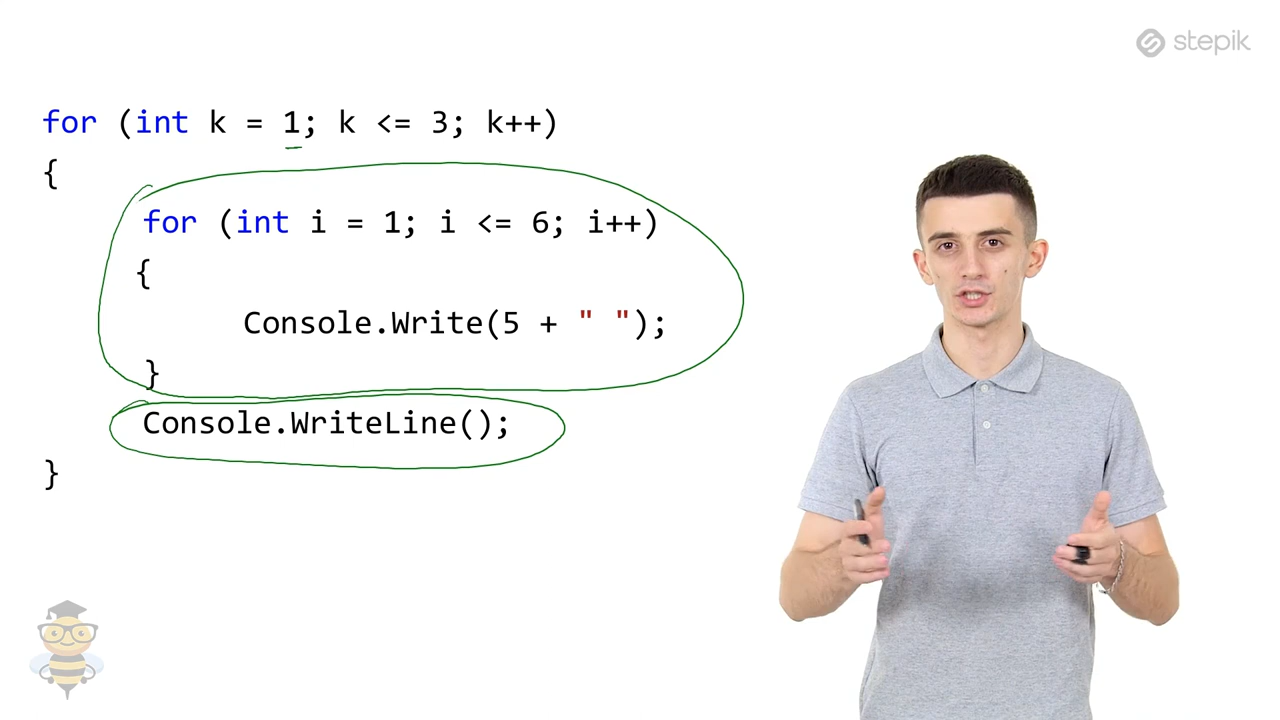 stepik
for (int k = 1; k <= 3; k++)
{
for (int i = 1; i <= 6; i++)
{
Console.Write(5 + " ");
}
Console.WriteLine();
}